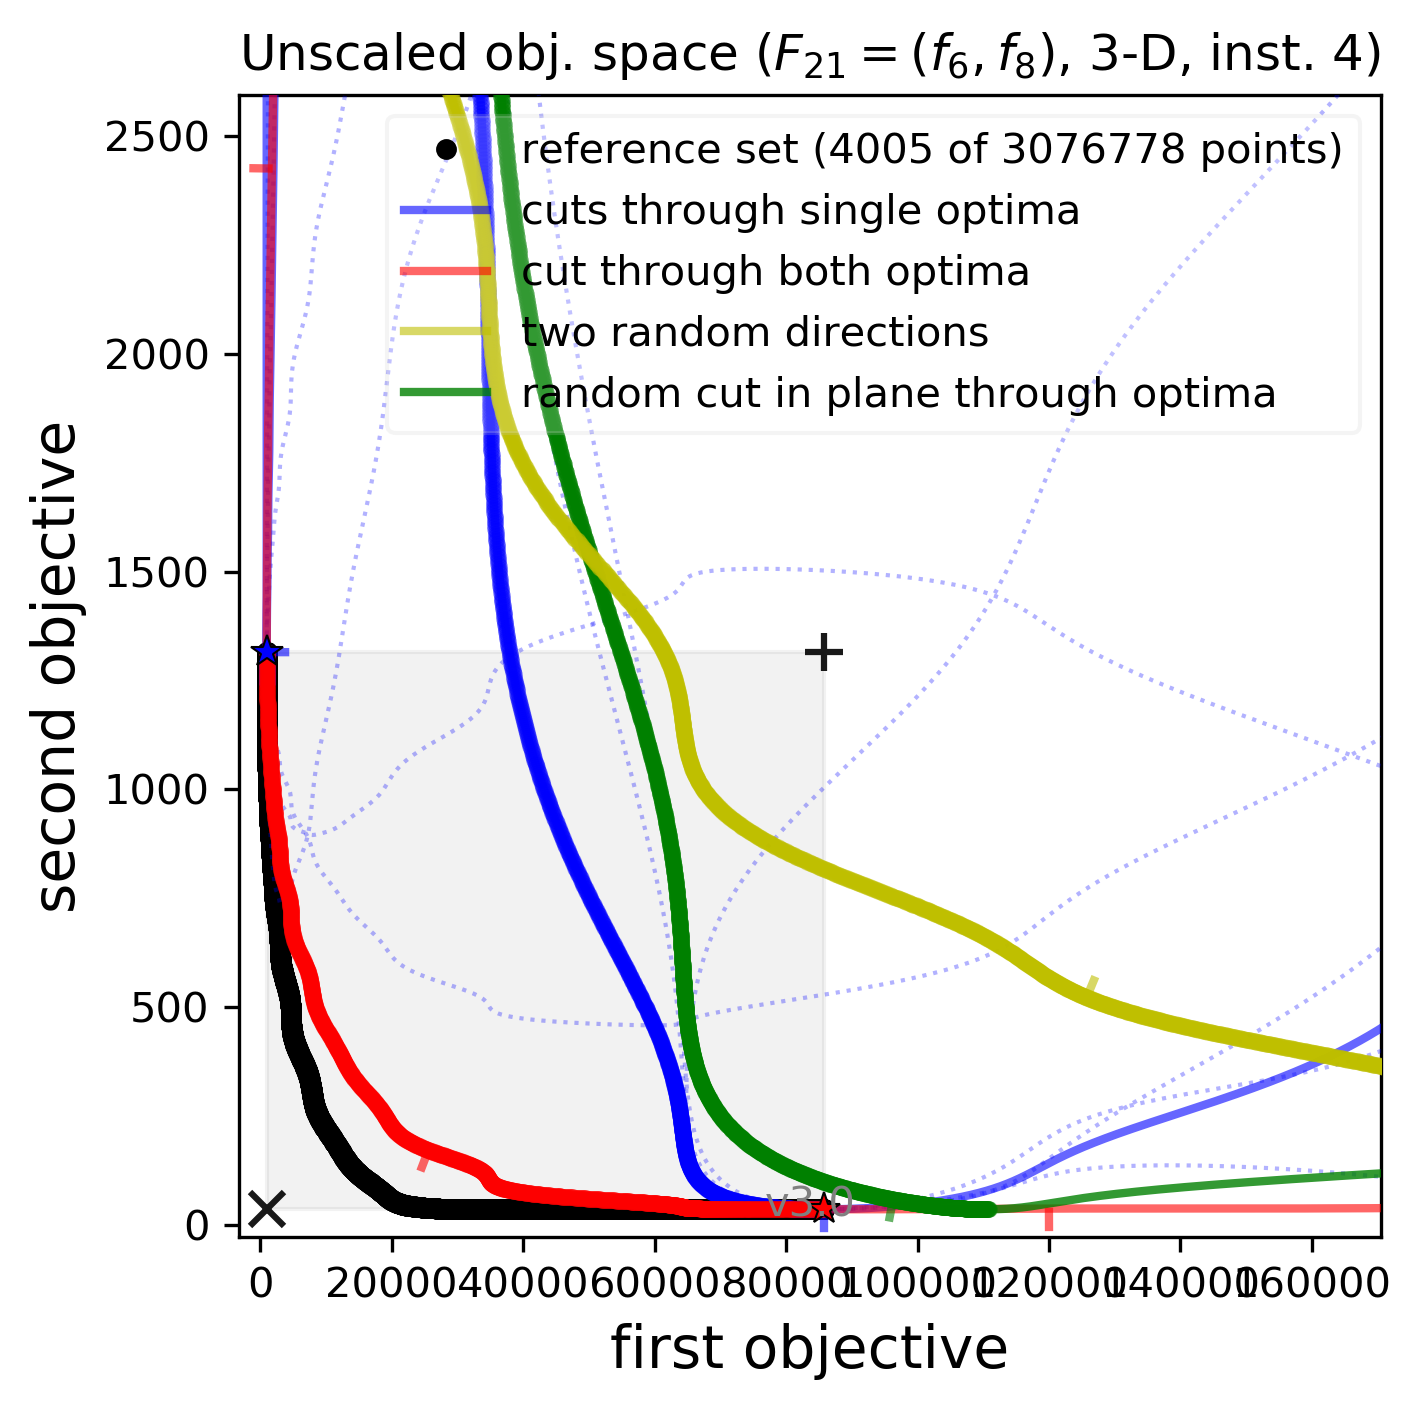 Unscaled obj. space (F21 = (f6, f8), 3-D, inst. 4)
reference set (4005 of 3076778 points)
cuts through single optima
cut through both optima
two random directions
random cut in plane through optima
second objective
2500
2000
1500
1000
500
0
v3.0
0 20000 40000 60000 80000 100000 120000 140000 160000
first objective